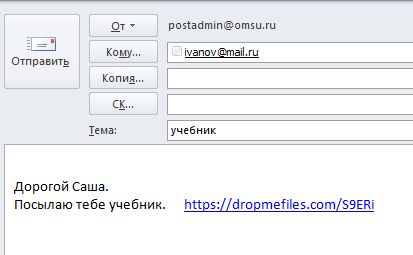 От ▾ postadmin@omsu.ru
Отправить
Кому... ivanov@mail.ru
Копия...
СК...
Тема: учебник
Дорогой Саша.
Посылаю тебе учебник. https://dropmefiles.com/S9ERi